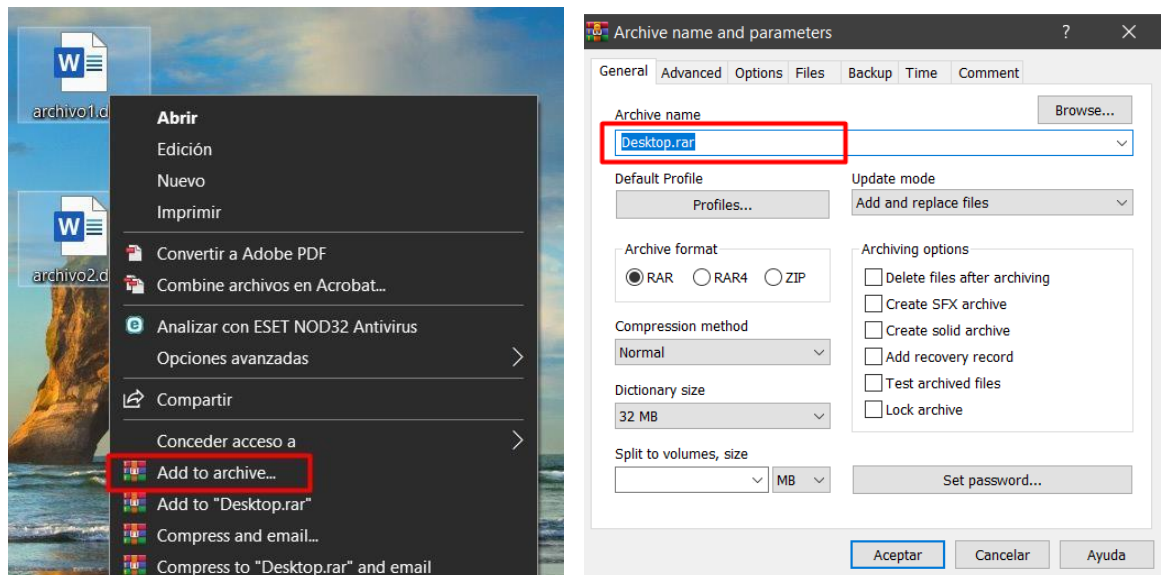 archivo1.d
Abrir
Edición
Nuevo
Imprimir
archivo2.d
Convertir a Adobe PDF
Combine archivos en Acrobat...
Analizar con ESET NOD32 Antivirus
Opciones avanzadas
Compartir
Conceder acceso a
Add to archive...
Add to "Desktop.rar"
Compress and email...
Compress to "Desktop.rar" and email
Archive name and parameters
?
General Advanced Options Files Backup Time Comment
Archive name
Browse...
Desktop.rar
Default Profile
Profiles...
Update mode
Add and replace files
Archive format
RAR RAR4 ZIP
Compression method
Normal
Dictionary size
32 MB
Split to volumes, size
MB
Archiving options
Delete files after archiving
Create SFX archive
Create solid archive
Add recovery record
Test archived files
Lock archive
Set password...
Aceptar Cancelar Ayuda